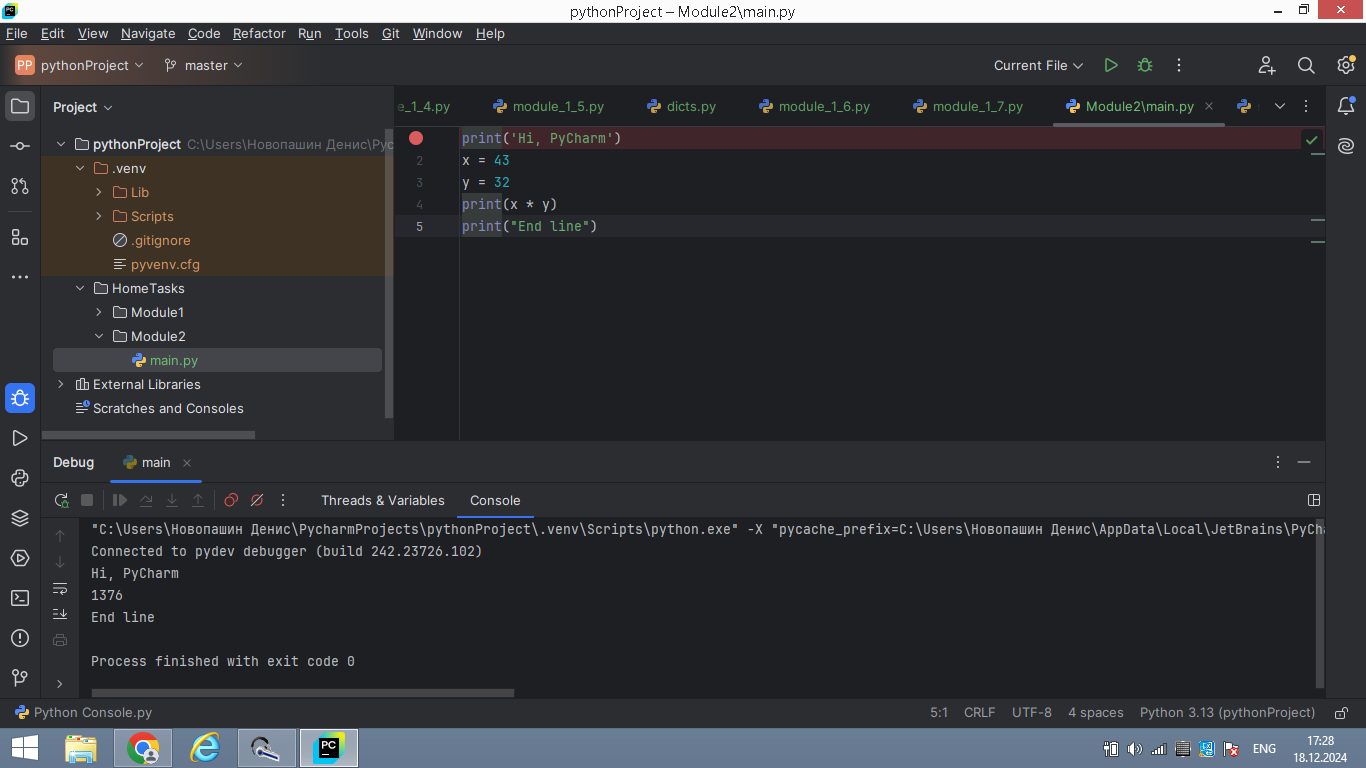 pythonProject – Module2\main.py
File Edit View Navigate Code Refactor Run Tools Git Window Help
PP pythonProject master Current File
Project
e_1_4.py module_1_5.py dicts.py module_1_6.py module_1_7.py Module2\main.py
pythonProject C:\Users\Новопашин Денис\Pyc
.venv
Lib
Scripts
.gitignore
pyvenv.cfg
HomeTasks
Module1
Module2
main.py
External Libraries
Scratches and Consoles
print('Hi, PyCharm')
2 x = 43
3 y = 32
4 print(x * y)
5 print("End line")
Debug main
Threads & Variables Console
"C:\Users\Новопашин Денис\PycharmProjects\pythonProject\.venv\Scripts\python.exe" -X "pycache_prefix=C:\Users\Новопашин Денис\AppData\Local\JetBrains\PyCha
Connected to pydev debugger (build 242.23726.102)
Hi, PyCharm
1376
End line
Process finished with exit code 0
Python Console.py 5:1 CRLF UTF-8 4 spaces Python 3.13 (pythonProject)
PC ENG 17:28
18.12.2024